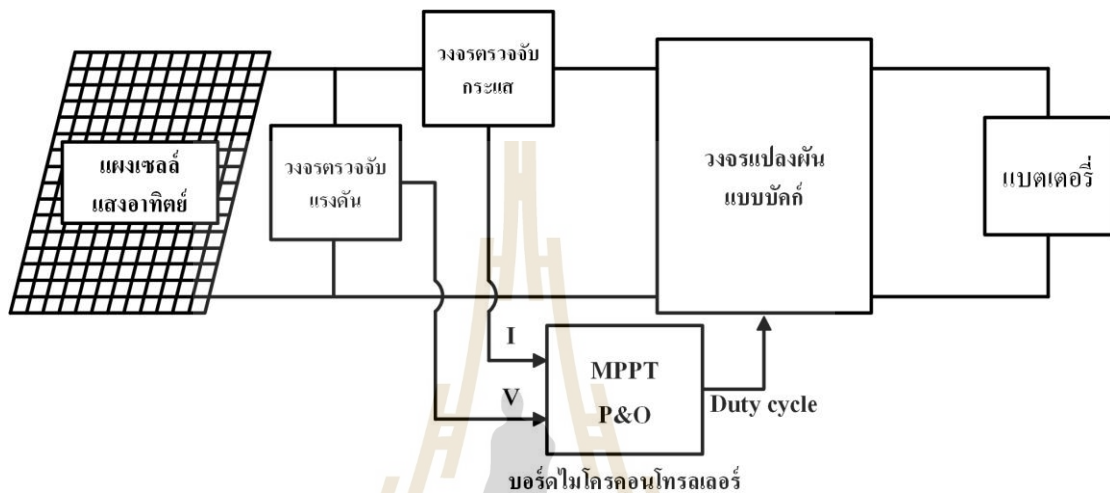 วงจรตรวจจับ
กระแส
แผงเซลล์
แสงอาทิตย์
วงจรตรวจจับ
แรงดัน
วงจรแปลงผัน
แบบบัคก์
แบตเตอรี่
I
V
MPPT
P&O
Duty cycle
บอร์ดไมโครคอนโทรลเลอร์